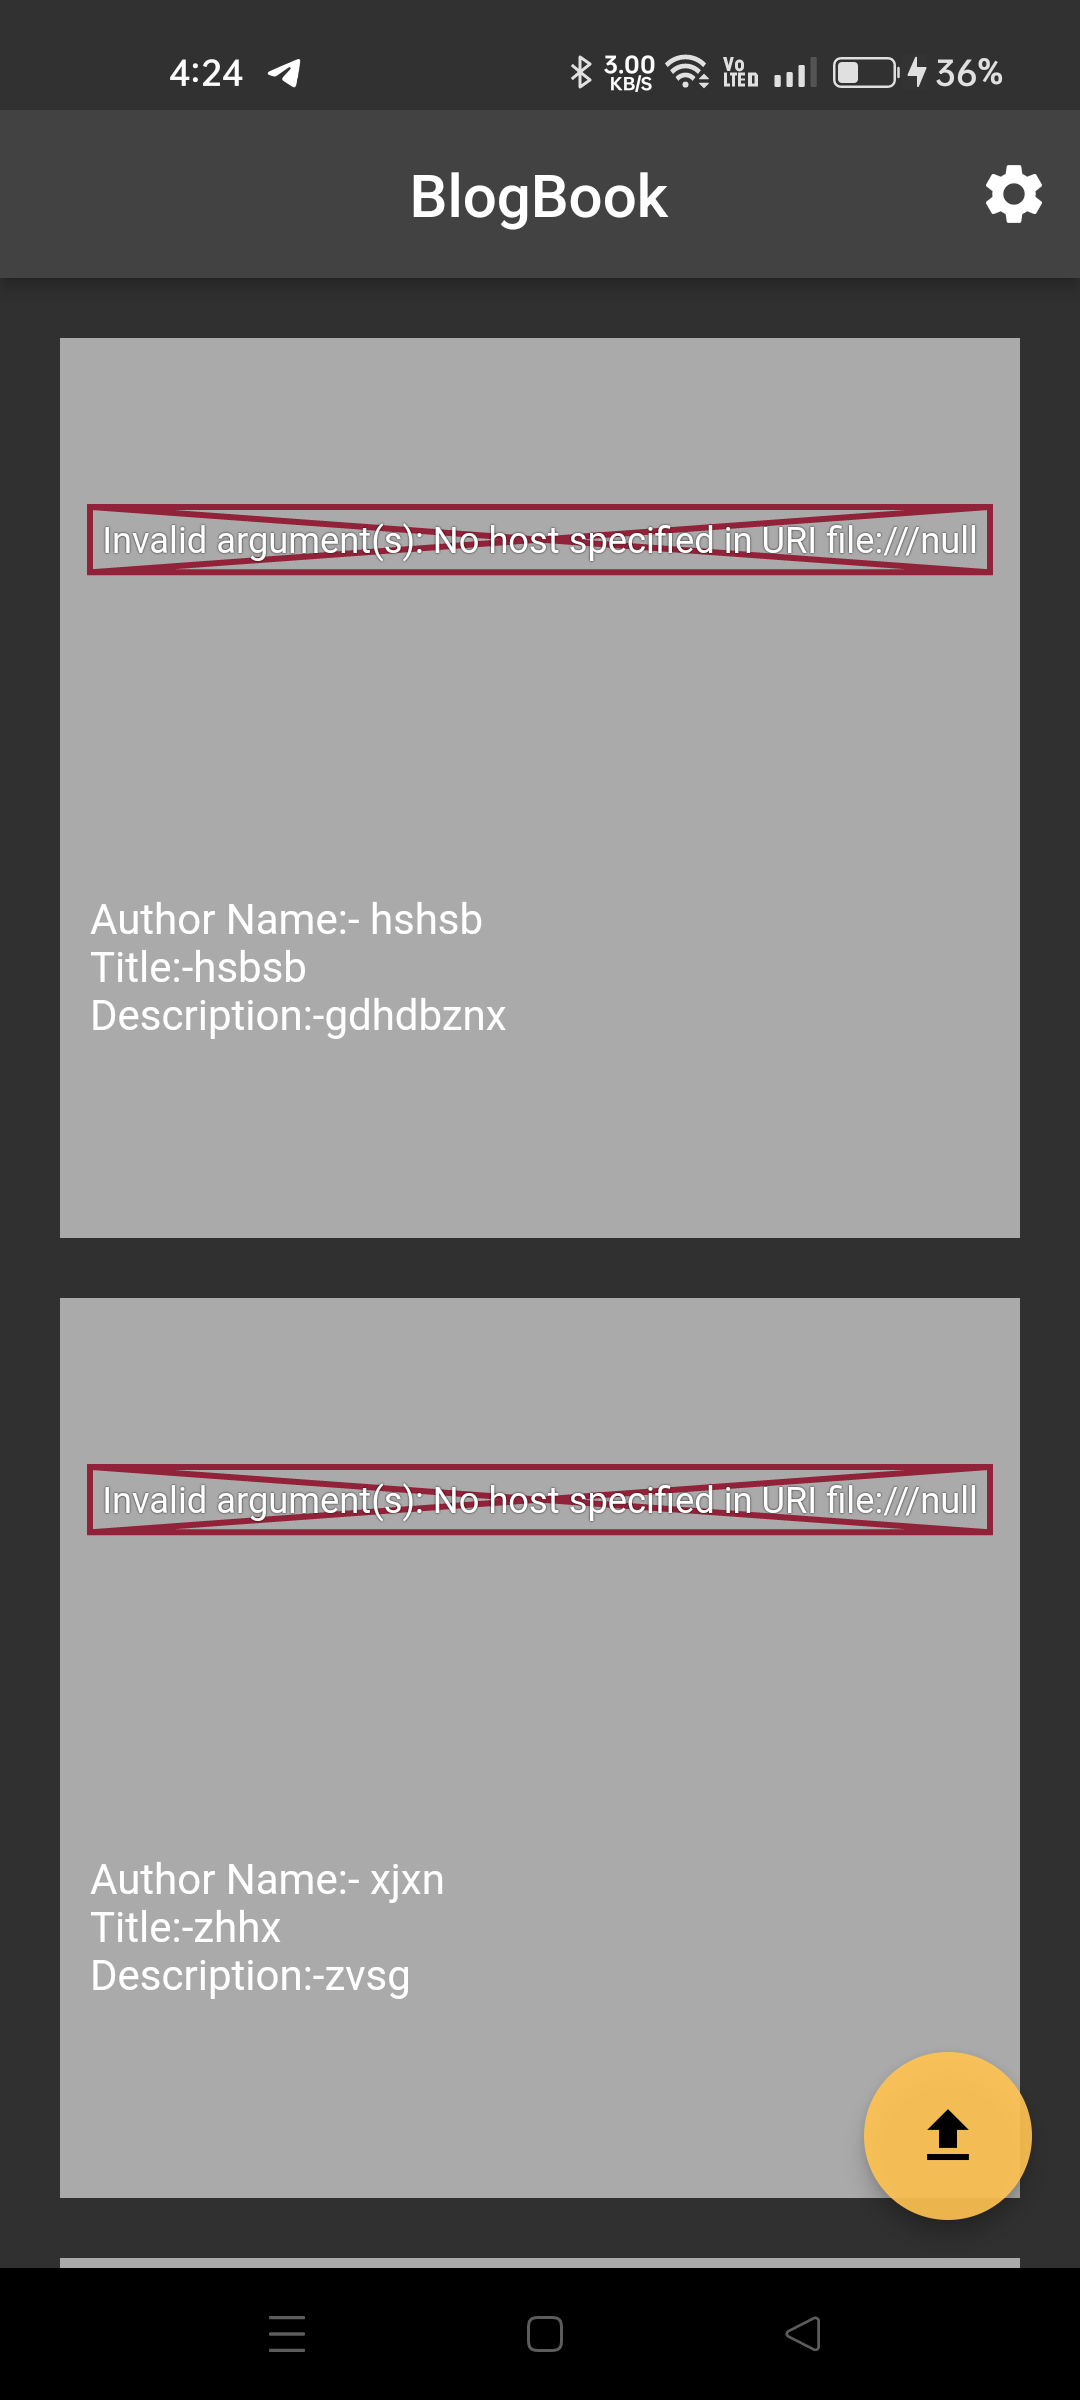 4:24
3.00
KB/S
Vo
LTE D
36%
BlogBook
Invalid argument(s): No host specified in URI file:///null
Author Name:- hshsb
Title:-hsbsb
Description:-gdhdbznx
Invalid argument(s): No host specified in URI file:///null
Author Name:- xjxn
Title:-zhhx
Description:-zvsg